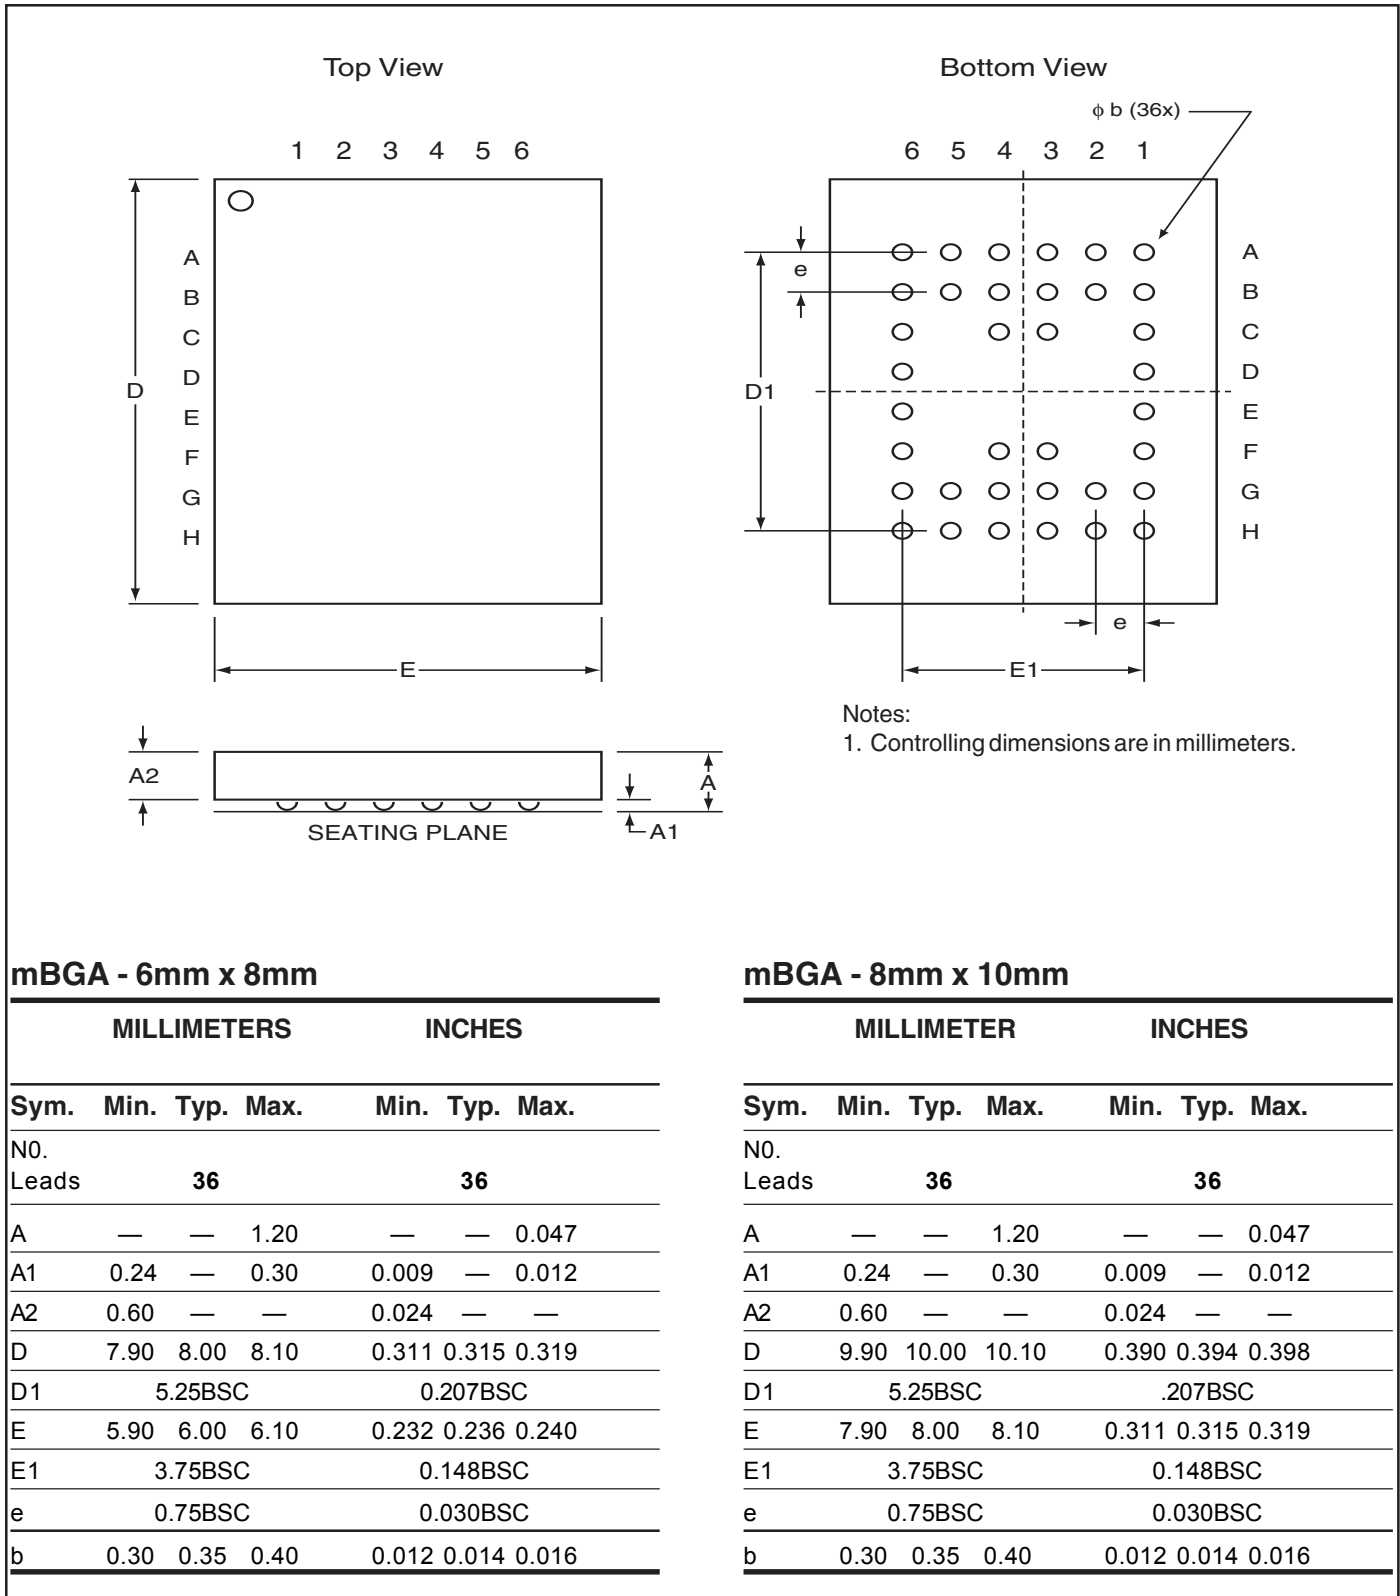 Top View
1 2 3 4 5 6
A
B
C
D
D
E
F
G
H
E
A2
A
A1
SEATING PLANE
Bottom View
ϕ b (36x)
6 5 4 3 2 1
e
D1
A
B
C
D
E
F
G
H
e
E1
Notes:
1. Controlling dimensions are in millimeters.
mBGA - 6mm x 8mm
MILLIMETERS INCHES
Sym. Min. Typ. Max. Min. Typ. Max.
N0.
Leads 36 36
A — — 1.20 — — 0.047
A1 0.24 — 0.30 0.009 — 0.012
A2 0.60 — — 0.024 — —
D 7.90 8.00 8.10 0.311 0.315 0.319
D1 5.25BSC 0.207BSC
E 5.90 6.00 6.10 0.232 0.236 0.240
E1 3.75BSC 0.148BSC
e 0.75BSC 0.030BSC
b 0.30 0.35 0.40 0.012 0.014 0.016
mBGA - 8mm x 10mm
MILLIMETER INCHES
Sym. Min. Typ. Max. Min. Typ. Max.
N0.
Leads 36 36
A — — 1.20 — — 0.047
A1 0.24 — 0.30 0.009 — 0.012
A2 0.60 — — 0.024 — —
D 9.90 10.00 10.10 0.390 0.394 0.398
D1 5.25BSC .207BSC
E 7.90 8.00 8.10 0.311 0.315 0.319
E1 3.75BSC 0.148BSC
e 0.75BSC 0.030BSC
b 0.30 0.35 0.40 0.012 0.014 0.016